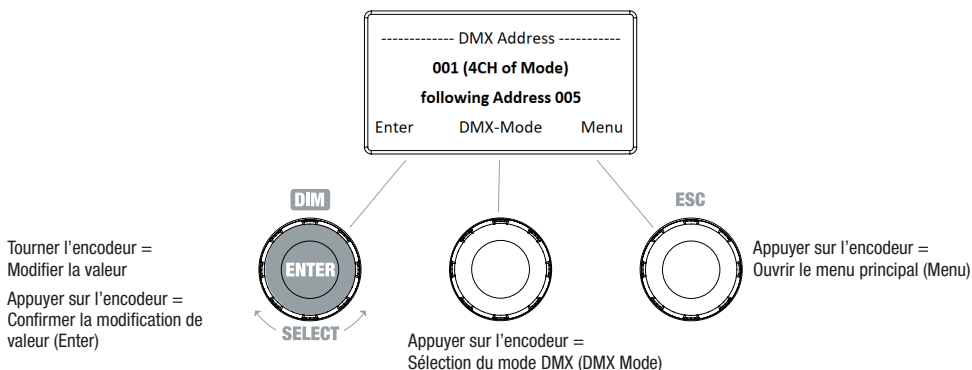 ------------- DMX Address -----------
001 (4CH of Mode)
following Address 005
Enter DMX-Mode Menu
DIM
ESC
Tourner l’encodeur =
Modifier la valeur
Appuyer sur l’encodeur =
Confirmer la modification de
valeur (Enter)
ENTER
SELECT
Appuyer sur l’encodeur =
Sélection du mode DMX (DMX Mode)
Appuyer sur l’encodeur =
Ouvrir le menu principal (Menu)